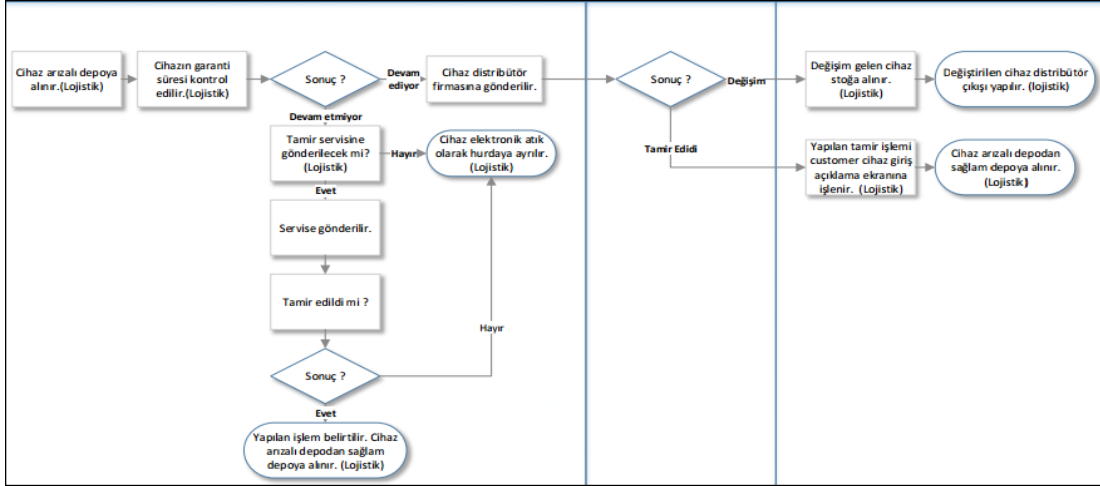 Cihaz arızalı depoya
alınır.(Lojistik)
Cihazın garanti
süresi kontrol
edilir.(Lojistik)
Sonuç ?
Devam
ediyor
Cihaz distribütör
firmasına gönderilir.
Sonuç ?
Değişim
Değişim gelen cihaz
stoğa alınır.
(Lojistik)
Değiştirilen cihaz distribütör
çıkışı yapılır. (lojistik)
Devam etmiyor
Tamir servisine
gönderilecek mi?
(Lojistik)
Hayır
Cihaz elektronik atık
olarak hurdaya ayrılır.
(Lojistik)
Tamir Edidi
Yapılan tamir işlemi
customer cihaz giriş
açıklama ekranına
işlenir. (Lojistik)
Cihaz arızalı depodan
sağlam depoya alınır.
(Lojistik)
Evet
Servise gönderilir.
Tamir edildi mi ?
Hayır
Sonuç ?
Evet
Yapılan işlem belirtilir. Cihaz
arızalı depodan sağlam
depoya alınır. (Lojistik)